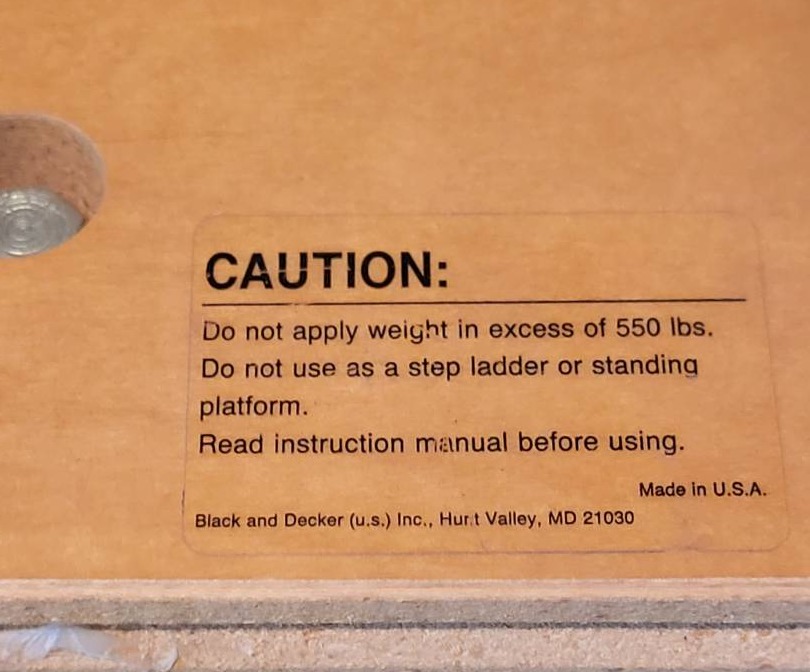 CAUTION:
Do not apply weight in excess of 550 lbs.
Do not use as a step ladder or standing
platform.
Read instruction manual before using.
Made in U.S.A.
Black and Decker (u.s.) Inc., Hunt Valley, MD 21030